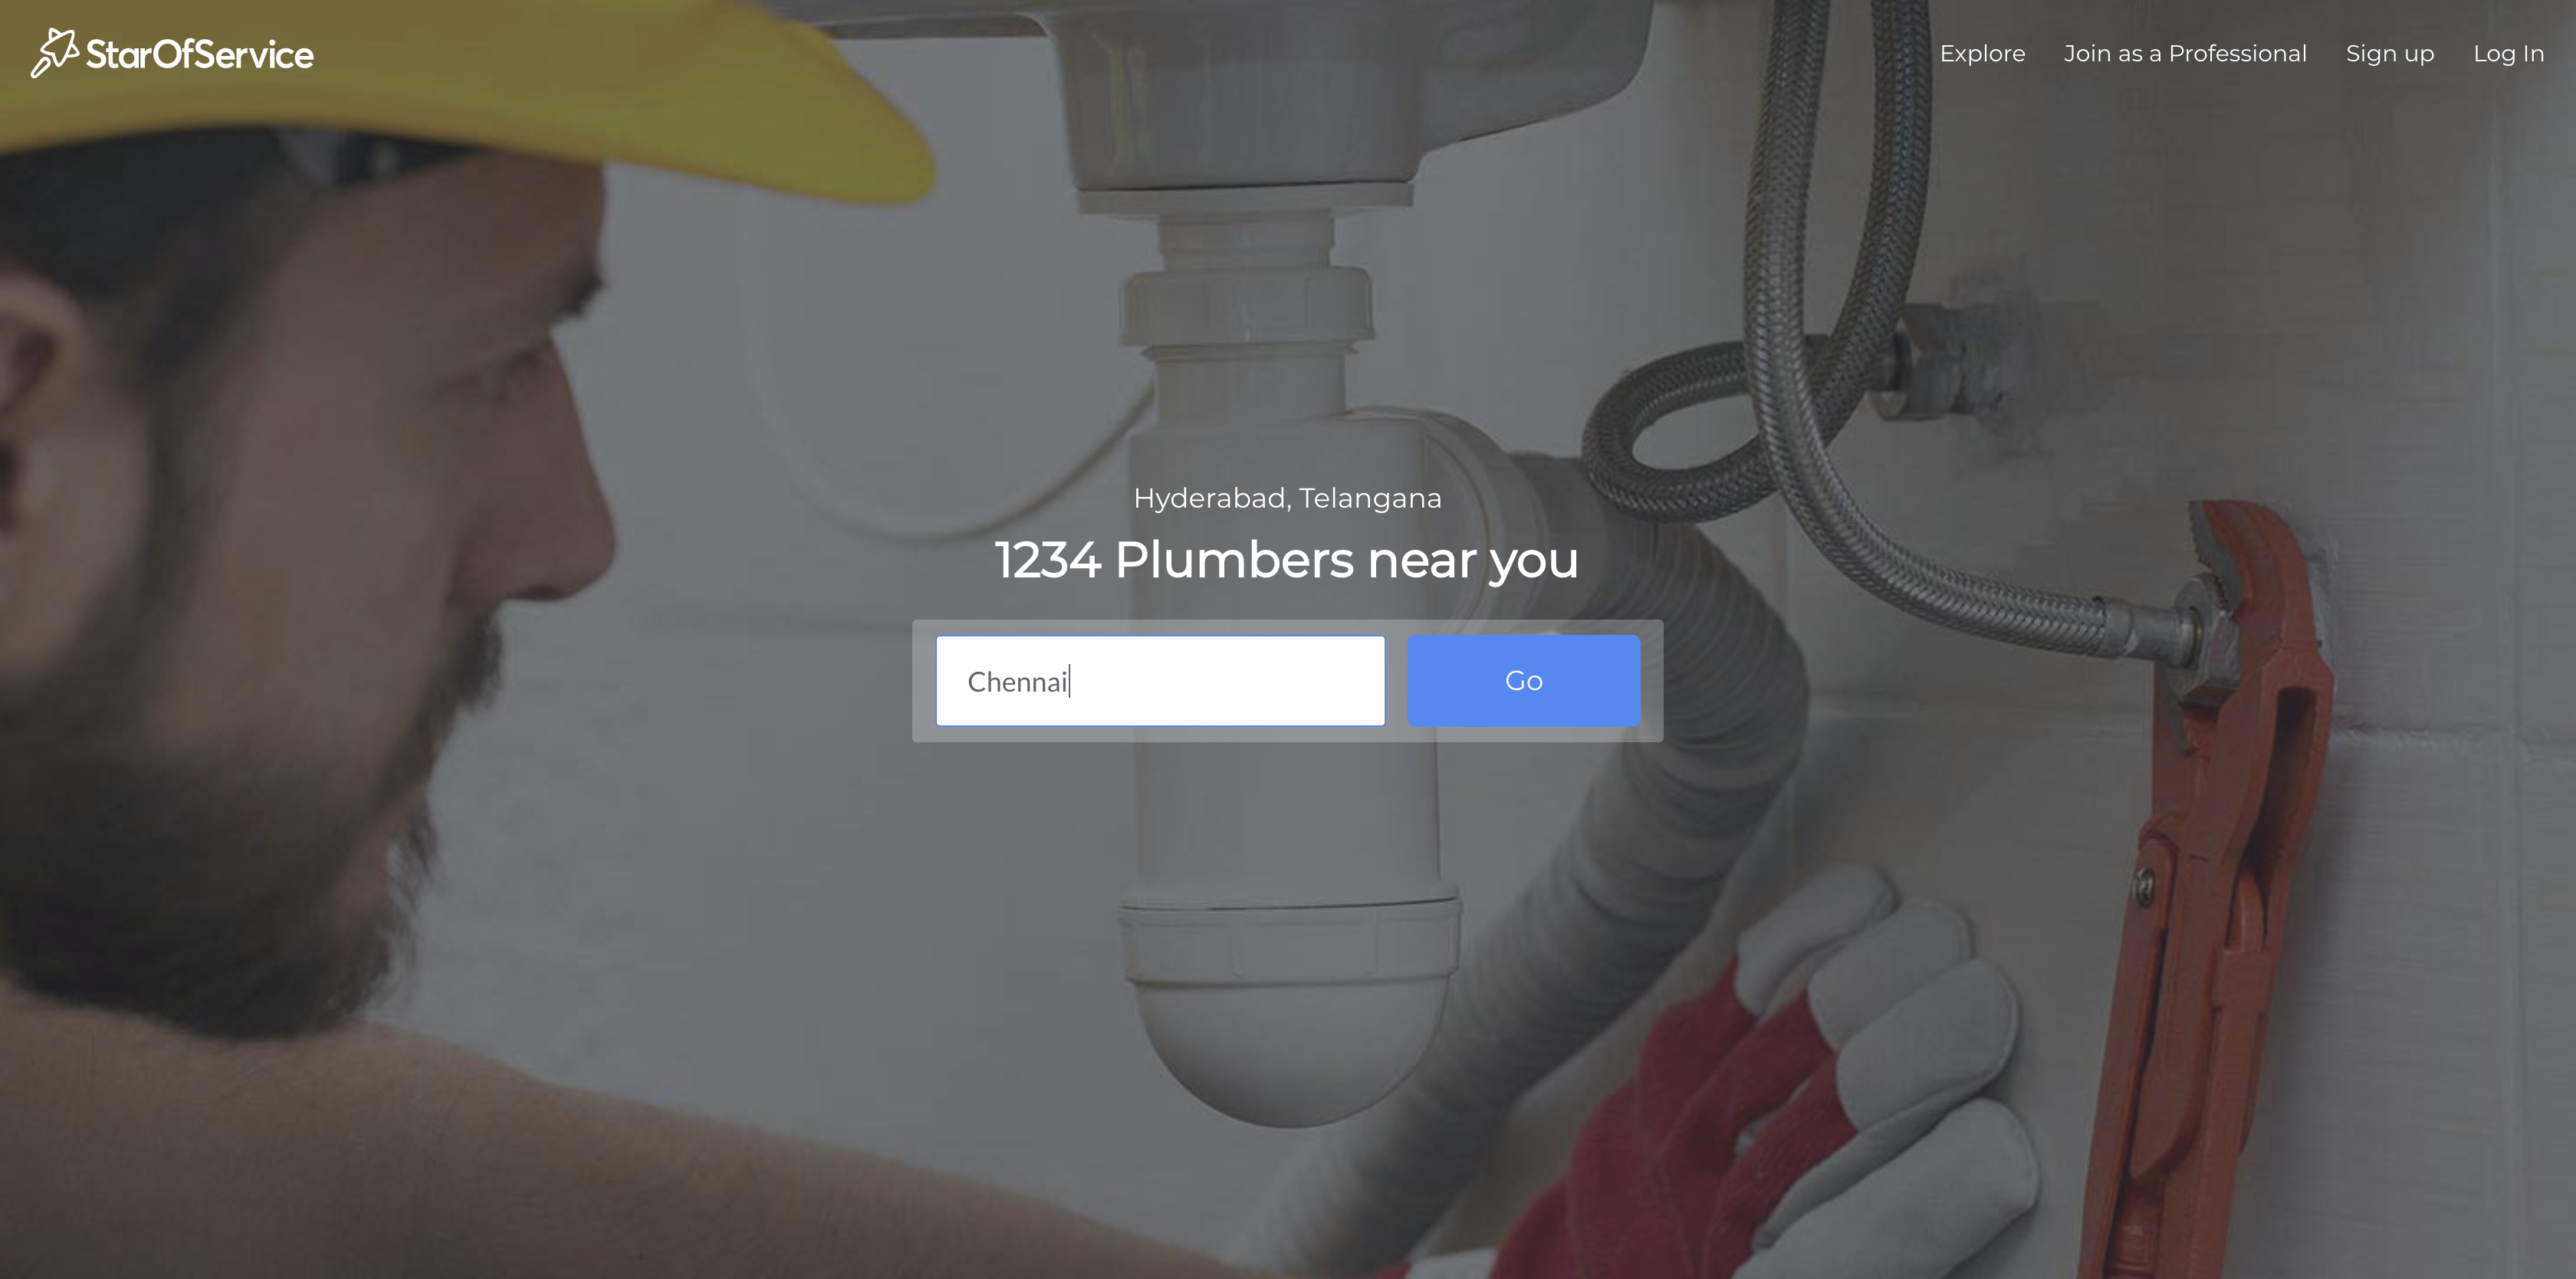 StarOfService
Explore Join as a Professional Sign up Log In
Hyderabad, Telangana
1234 Plumbers near you
Chennai
Go